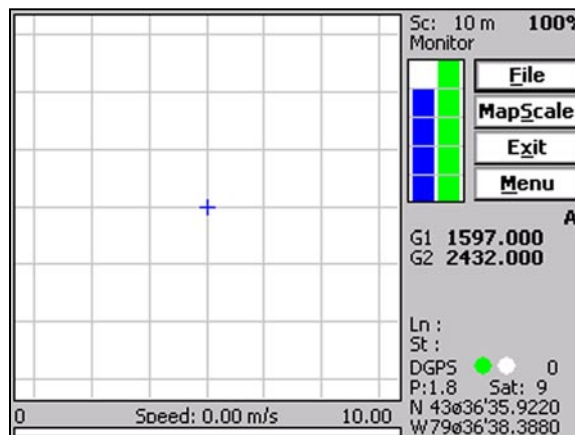 Sc: 10 m 100%
Monitor
File
MapScale
Exit
Menu
A
G1 1597.000
G2 2432.000
Ln :
St :
DGPS 0
P:1.8 Sat: 9
N 43ø36'35.9220
W79ø36'38.3880
0 Speed: 0.00 m/s 10.00